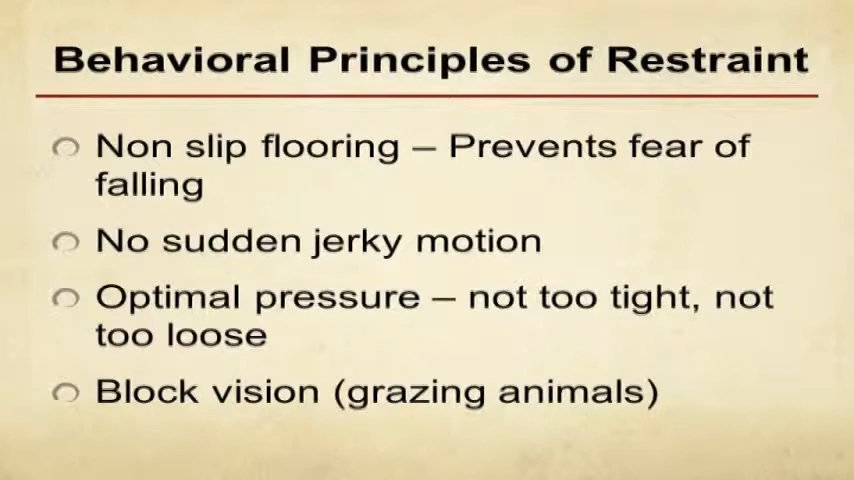 Behavioral Principles of Restraint
Non slip flooring – Prevents fear of
falling
No sudden jerky motion
Optimal pressure – not too tight, not
too loose
Block vision (grazing animals)